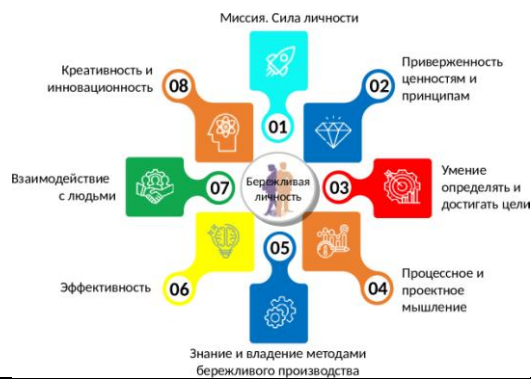 Миссия. Сила личности
01
Приверженность
ценностям и
принципам
02
Умение
определять и
достигать цели
03
Процессное и
проектное
мышление
04
05
Знание и владение методами
бережливого производства
Эффективность
06
Взаимодействие
с людьми
07
Креативность и
инновационность
08
Бережливая
личность